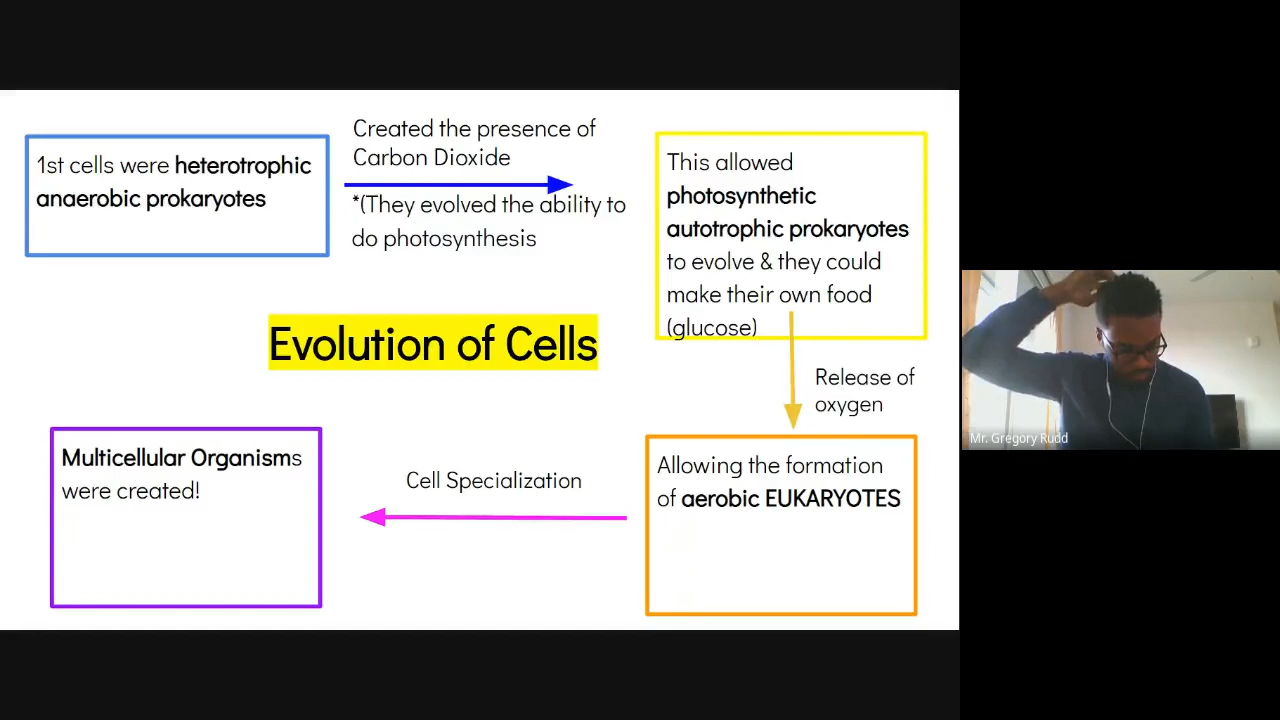 1st cells were heterotrophic
anaerobic prokaryotes
Created the presence of
Carbon Dioxide
*(They evolved the ability to
do photosynthesis
This allowed
photosynthetic
autotrophic prokaryotes
to evolve & they could
make their own food
(glucose)
Evolution of Cells
Release of
oxygen
Multicellular Organisms
were created!
Cell Specialization
Allowing the formation
of aerobic EUKARYOTES
Mr. Gregory Rudd